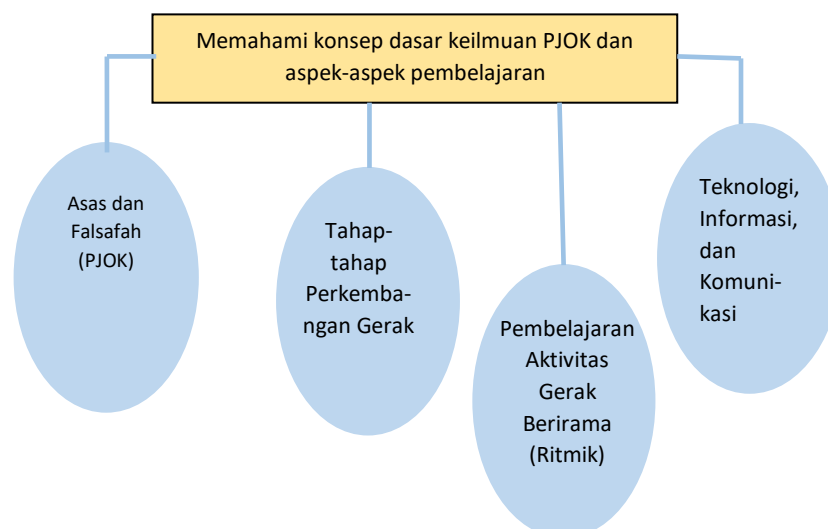 Memahami konsep dasar keilmuan PJOK dan
aspek-aspek pembelajaran
Asas dan
Falsafah
(PJOK)
Tahap-
tahap
Perkemba-
ngan Gerak
Pembelajaran
Aktivitas
Gerak
Berirama
(Ritmik)
Teknologi,
Informasi,
dan
Komuni-
kasi